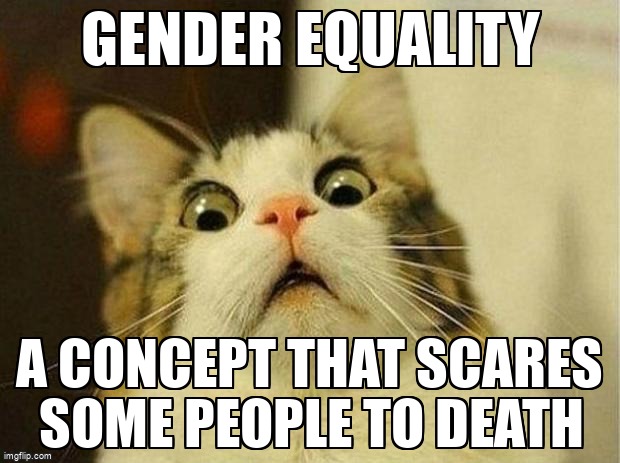 GENDER EQUALITY
A CONCEPT THAT SCARES
SOME PEOPLE TO DEATH
imgflip.com